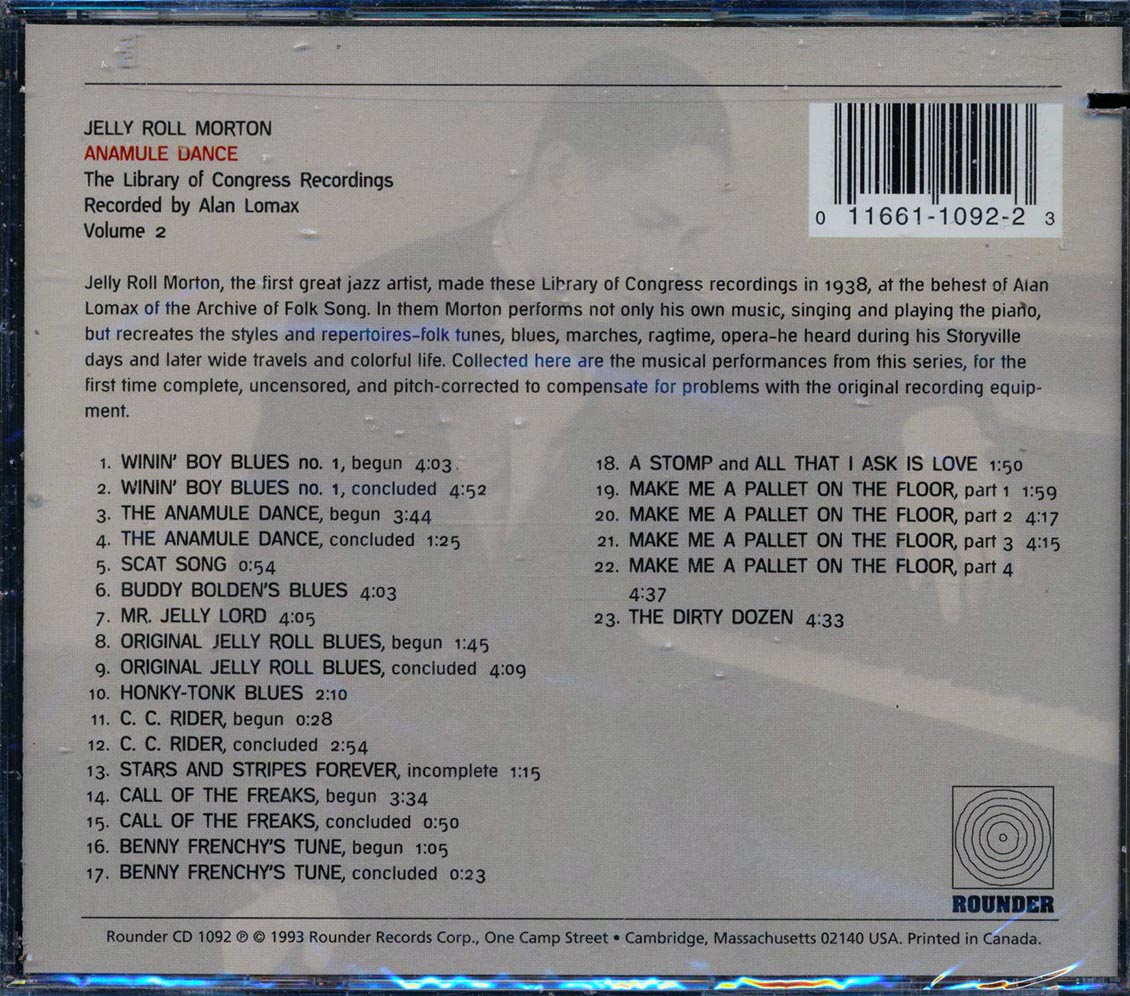 JELLY ROLL MORTON
ANAMULE DANCE
The Library of Congress Recordings
Recorded by Alan Lomax
Volume 2
0 11661-1092-2 3
Jelly Roll Morton, the first great jazz artist, made these Library of Congress recordings in 1938, at the behest of Alan
Lomax of the Archive of Folk Song. In them Morton performs not only his own music, singing and playing the piano,
but recreates the styles and repertoires–folk tunes, blues, marches, ragtime, opera–he heard during his Storyville
days and later wide travels and colorful life. Collected here are the musical performances from this series, for the
first time complete, uncensored, and pitch-corrected to compensate for problems with the original recording equip-
ment.
1. WININ' BOY BLUES no. 1, begun 4:03
2. WININ' BOY BLUES no. 1, concluded 4:52
3. THE ANAMULE DANCE, begun 3:44
4. THE ANAMULE DANCE, concluded 1:25
5. SCAT SONG 0:54
6. BUDDY BOLDEN'S BLUES 4:03
7. MR. JELLY LORD 4:05
8. ORIGINAL JELLY ROLL BLUES, begun 1:45
9. ORIGINAL JELLY ROLL BLUES, concluded 4:09
10. HONKY-TONK BLUES 2:10
11. C. C. RIDER, begun 0:28
12. C. C. RIDER, concluded 2:54
13. STARS AND STRIPES FOREVER, incomplete 1:15
14. CALL OF THE FREAKS, begun 3:34
15. CALL OF THE FREAKS, concluded 0:50
16. BENNY FRENCHY'S TUNE, begun 1:05
17. BENNY FRENCHY'S TUNE, concluded 0:23
18. A STOMP and ALL THAT I ASK IS LOVE 1:50
19. MAKE ME A PALLET ON THE FLOOR, part 1 1:59
20. MAKE ME A PALLET ON THE FLOOR, part 2 4:17
21. MAKE ME A PALLET ON THE FLOOR, part 3 4:15
22. MAKE ME A PALLET ON THE FLOOR, part 4
4:37
23. THE DIRTY DOZEN 4:33
ROUNDER
Rounder CD 1092 ℗ © 1993 Rounder Records Corp., One Camp Street • Cambridge, Massachusetts 02140 USA. Printed in Canada.